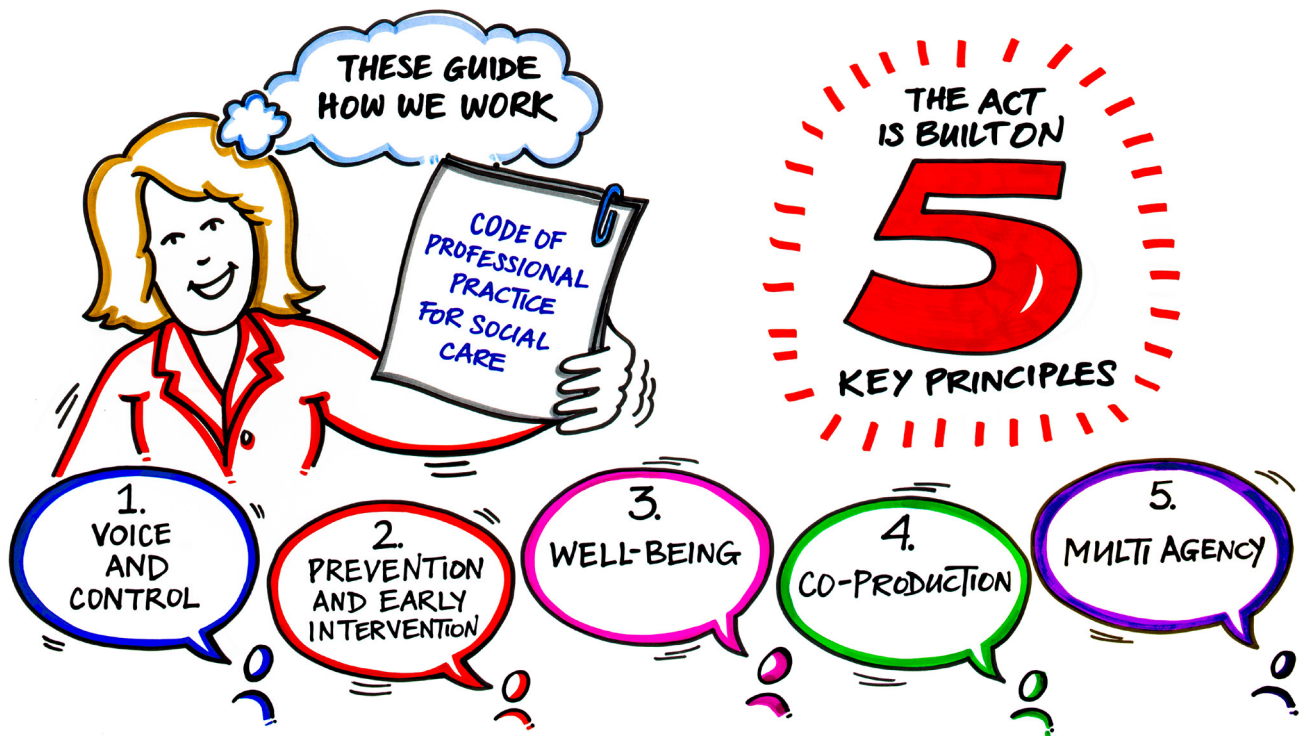 THESE GUIDE
HOW WE WORK
CODE OF
PROFESSIONAL
PRACTICE
FOR SOCIAL
CARE
THE ACT
IS BUILT ON
5
KEY PRINCIPLES
1.
VOICE
AND
CONTROL
2.
PREVENTION
AND EARLY
INTERVENTION
3.
WELL-BEING
4.
CO-PRODUCTION
5.
MULTI AGENCY